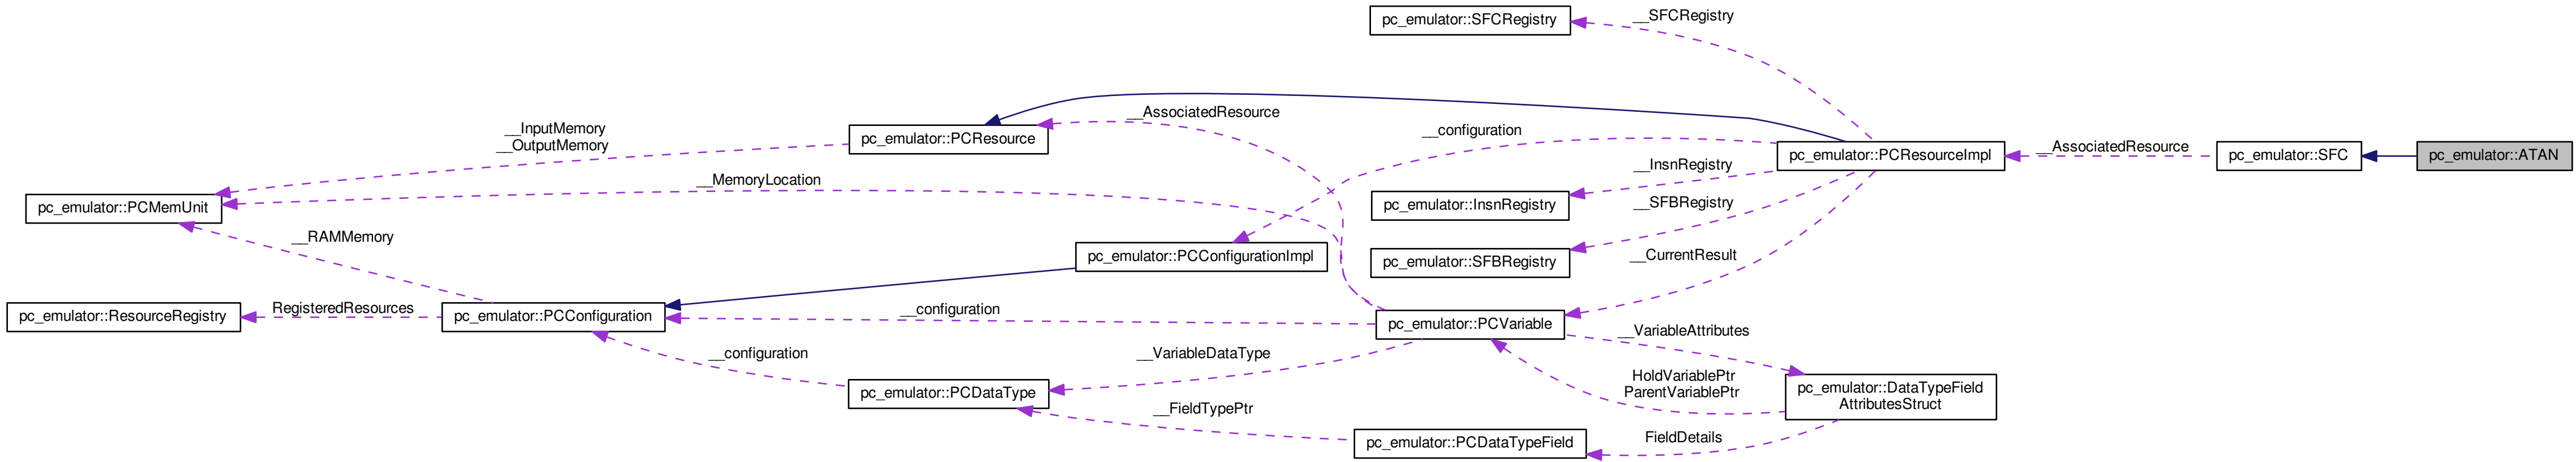 pc_emulator::SFCRegistry
__SFCRegistry
__AssociatedResource
__InputMemory
__OutputMemory
pc_emulator::PCResource
__configuration
pc_emulator::PCResourceImpl
__AssociatedResource
pc_emulator::SFC
pc_emulator::ATAN
__InsnRegistry
__MemoryLocation
pc_emulator::PCMemUnit
pc_emulator::InsnRegistry
__SFBRegistry
__RAMMemory
pc_emulator::PCConfigurationImpl
pc_emulator::SFBRegistry
__CurrentResult
RegisteredResources
pc_emulator::ResourceRegistry
pc_emulator::PCConfiguration
__configuration
pc_emulator::PCVariable
__VariableAttributes
__configuration
__VariableDataType
HoldVariablePtr
ParentVariablePtr
pc_emulator::DataTypeField
AttributesStruct
pc_emulator::PCDataType
__FieldTypePtr
pc_emulator::PCDataTypeField
FieldDetails